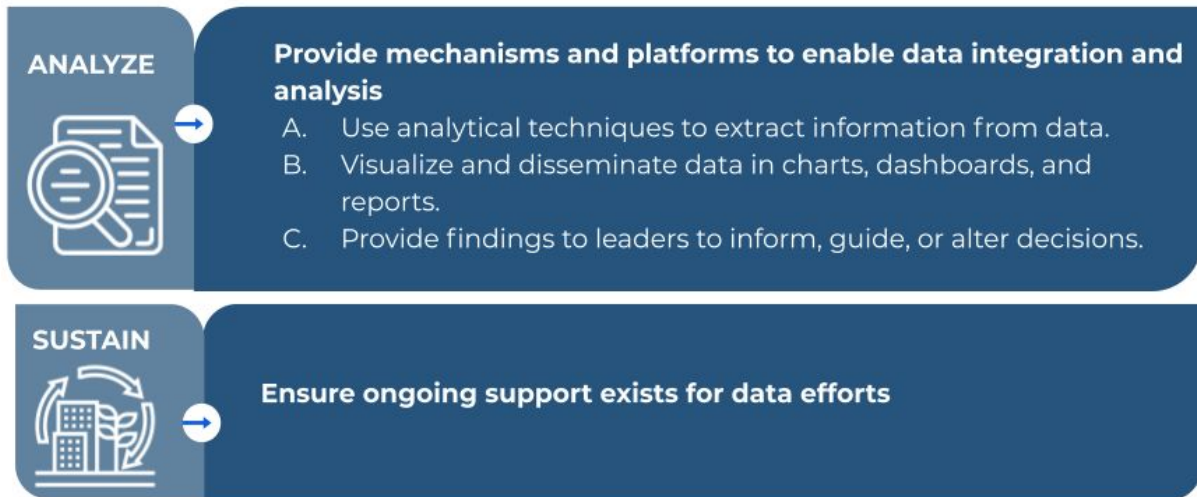 ANALYZE
Provide mechanisms and platforms to enable data integration and
analysis
A. Use analytical techniques to extract information from data.
B. Visualize and disseminate data in charts, dashboards, and
reports.
C. Provide findings to leaders to inform, guide, or alter decisions.
SUSTAIN
Ensure ongoing support exists for data efforts